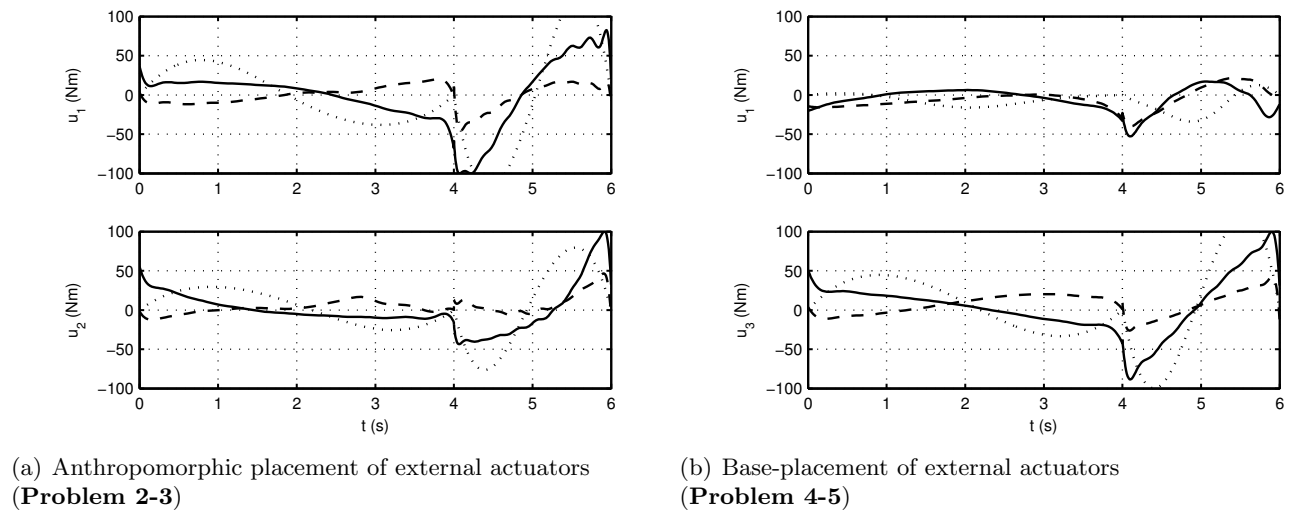 100
50
0
−50
−100
u1 (Nm)
0 1 2 3 4 5 6
100
50
0
−50
−100
u2 (Nm)
0 1 2 3 4 5 6
t (s)
(a) Anthropomorphic placement of external actuators
(Problem 2-3)
100
50
0
−50
−100
u1 (Nm)
0 1 2 3 4 5 6
100
50
0
−50
−100
u3 (Nm)
0 1 2 3 4 5 6
t (s)
(b) Base-placement of external actuators
(Problem 4-5)